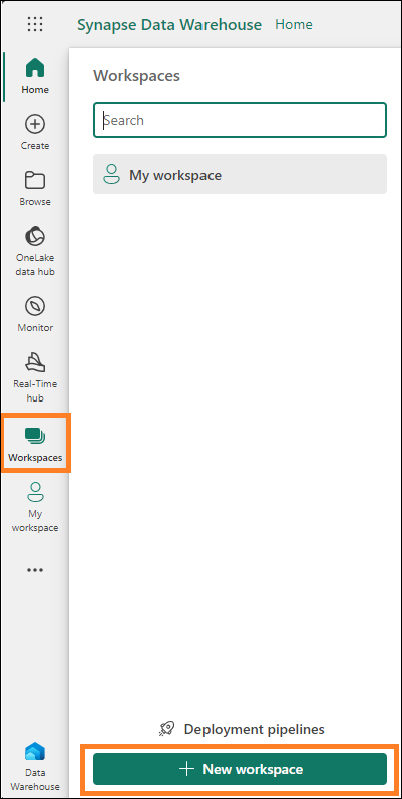 Synapse Data Warehouse Home
Home
Create
Browse
OneLake
data hub
Monitor
Real-Time
hub
Workspaces
My
workspace
Data
Warehouse
Workspaces
Search
My workspace
Deployment pipelines
New workspace